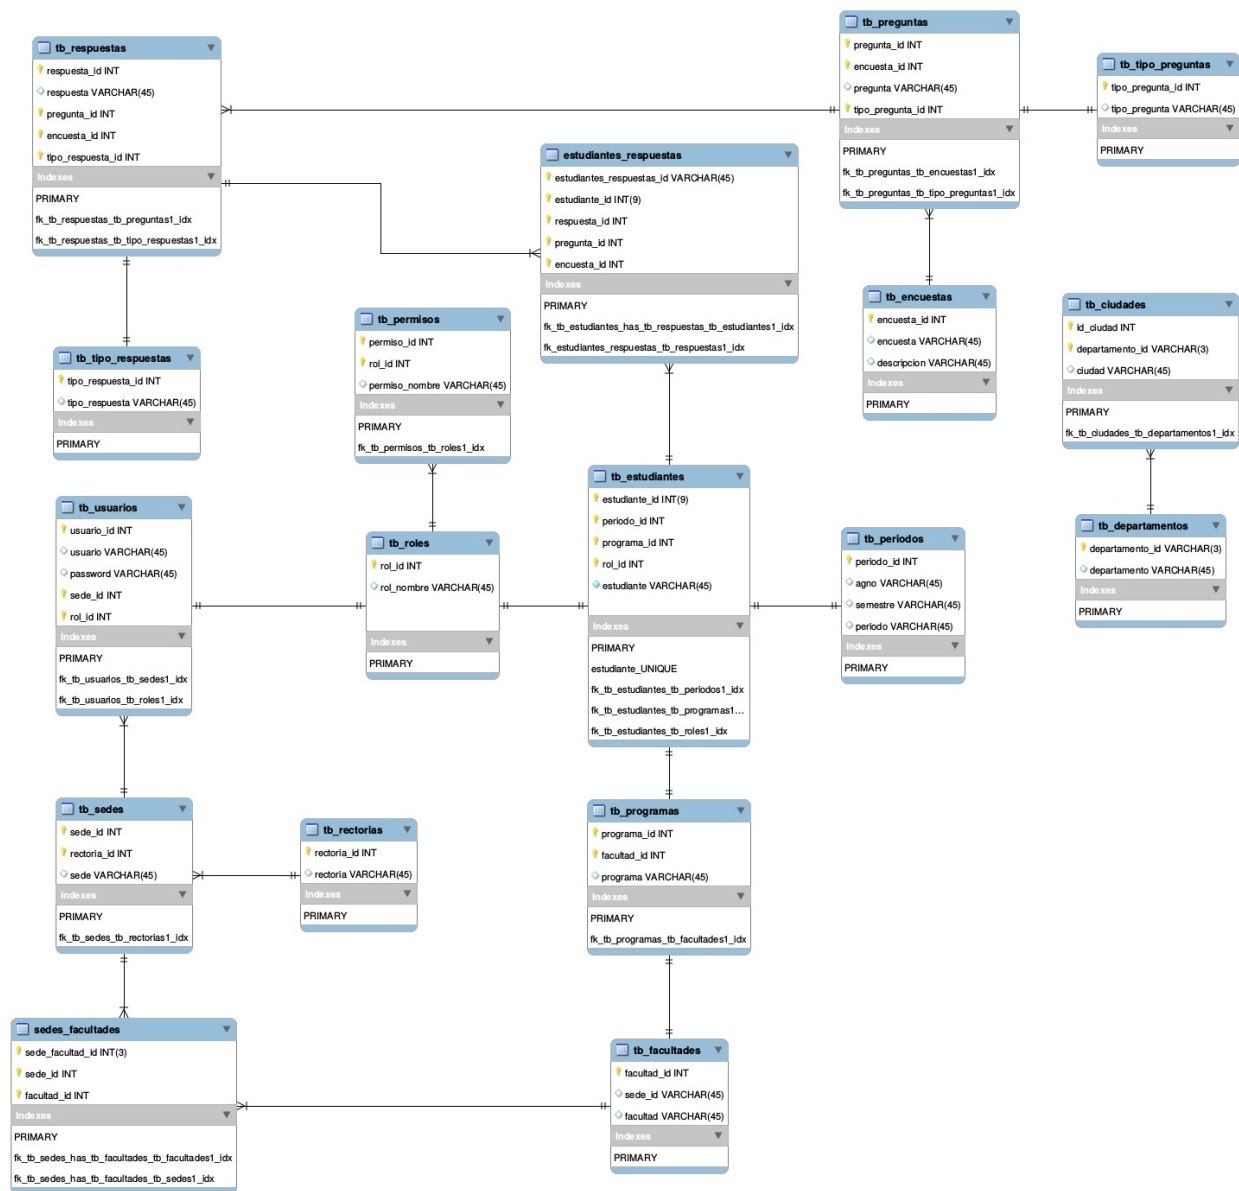 tb_respuestas
respuesta_id INT
respuesta VARCHAR(45)
pregunta_id INT
encuesta_id INT
tipo_respuesta_id INT
Indexes
PRIMARY
fk_tb_respuestas_tb_preguntas1_idx
fk_tb_respuestas_tb_tipo_respuestas1_idx
tb_preguntas
pregunta_id INT
encuesta_id INT
pregunta VARCHAR(45)
tipo_pregunta_id INT
Indexes
PRIMARY
fk_tb_preguntas_tb_encuestas1_idx
fk_tb_preguntas_tb_tipo_preguntas1_idx
tb_tipo_preguntas
tipo_pregunta_id INT
tipo_pregunta VARCHAR(45)
Indexes
PRIMARY
estudiantes_respuestas
estudiantes_respuestas_id VARCHAR(45)
estudiante_id INT(9)
respuesta_id INT
pregunta_id INT
encuesta_id INT
Indexes
PRIMARY
fk_tb_estudiantes_has_tb_respuestas_tb_estudiantes1_idx
fk_estudiantes_respuestas_tb_respuestas1_idx
tb_encuestas
encuesta_id INT
encuesta VARCHAR(45)
descripcion VARCHAR(45)
Indexes
PRIMARY
tb_ciudades
id_ciudad INT
departamento_id VARCHAR(3)
ciudad VARCHAR(45)
Indexes
PRIMARY
fk_tb_ciudades_tb_departamentos1_idx
tb_permisos
permiso_id INT
rol_id INT
permiso_nombre VARCHAR(45)
Indexes
PRIMARY
fk_tb_permisos_tb_roles1_idx
tb_tipo_respuestas
tipo_respuesta_id INT
tipo_respuesta VARCHAR(45)
Indexes
PRIMARY
tb_usuarios
usuario_id INT
usuario VARCHAR(45)
password VARCHAR(45)
sede_id INT
rol_id INT
Indexes
PRIMARY
fk_tb_usuarios_tb_sedes1_idx
fk_tb_usuarios_tb_roles1_idx
tb_roles
rol_id INT
rol_nombre VARCHAR(45)
Indexes
PRIMARY
tb_estudiantes
estudiante_id INT(9)
periodo_id INT
programa_id INT
rol_id INT
estudiante VARCHAR(45)
Indexes
PRIMARY
estudiante_UNIQUE
fk_tb_estudiantes_tb_periodos1_idx
fk_tb_estudiantes_tb_programas1...
fk_tb_estudiantes_tb_roles1_idx
tb_periodos
periodo_id INT
agno VARCHAR(45)
semestre VARCHAR(45)
periodo VARCHAR(45)
Indexes
PRIMARY
tb_departamentos
departamento_id VARCHAR(3)
departamento VARCHAR(45)
Indexes
PRIMARY
tb_sedes
sede_id INT
rectoria_id INT
sede VARCHAR(45)
Indexes
PRIMARY
fk_tb_sedes_tb_rectorias1_idx
tb_rectorias
rectoria_id INT
rectoria VARCHAR(45)
Indexes
PRIMARY
tb_programas
programa_id INT
facultad_id INT
programa VARCHAR(45)
Indexes
PRIMARY
fk_tb_programas_tb_facultades1_idx
sedes_facultades
sede_facultad_id INT(3)
sede_id INT
facultad_id INT
Indexes
PRIMARY
fk_tb_sedes_has_tb_facultades_tb_facultades1_idx
fk_tb_sedes_has_tb_facultades_tb_sedes1_idx
tb_facultades
facultad_id INT
sede_id VARCHAR(45)
facultad VARCHAR(45)
Indexes
PRIMARY